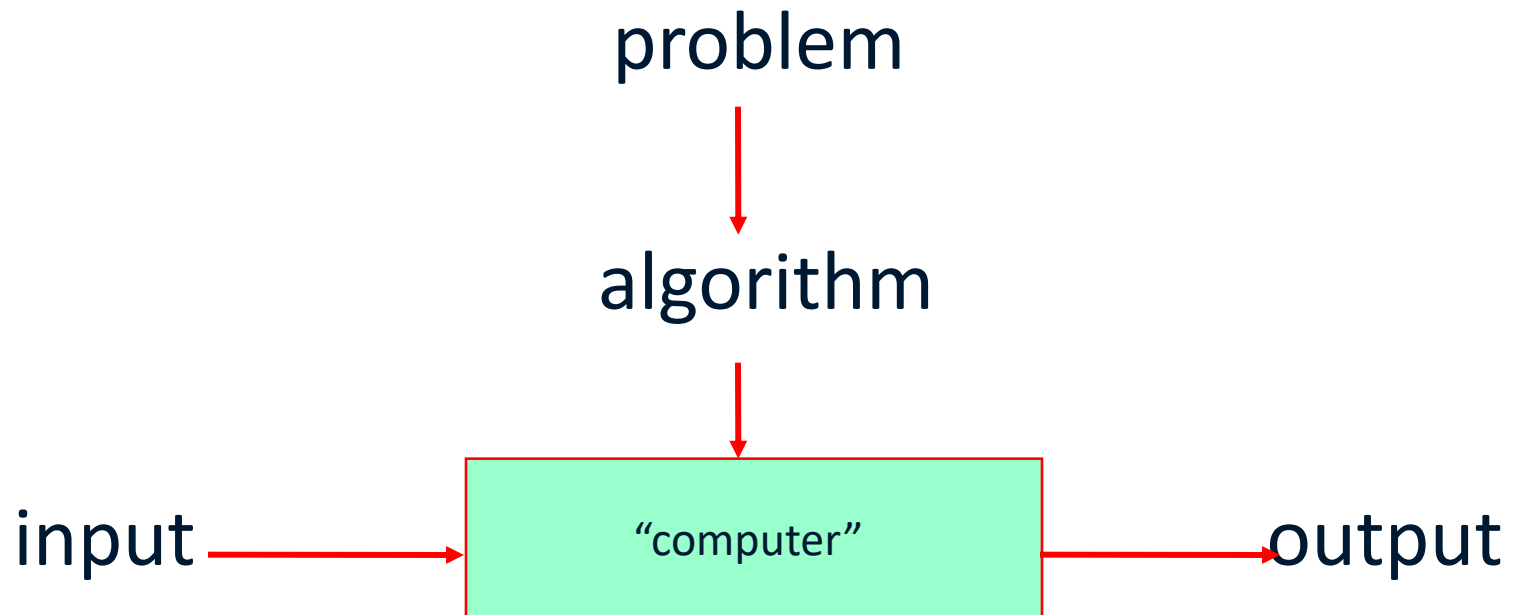 problem
algorithm
input
“computer”
output